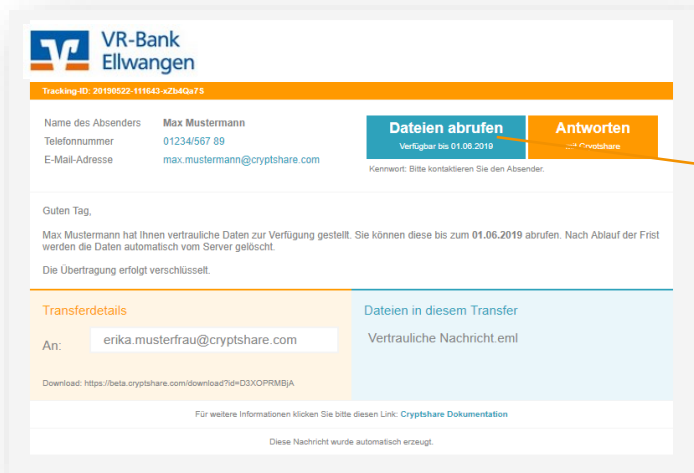 VR-Bank
Ellwangen
Tracking-ID: 20190522-111643-xZb4Qa7S
Name des Absenders Max Mustermann
Telefonnummer 01234/567 89
E-Mail-Adresse max.mustermann@cryptshare.com
Dateien abrufen
Verfügbar bis 01.06.2019
Antworten
mit Cryptshare
Kennwort: Bitte kontaktieren Sie den Absender.
Guten Tag,
Max Mustermann hat Ihnen vertrauliche Daten zur Verfügung gestellt. Sie können diese bis zum 01.06.2019 abrufen. Nach Ablauf der Frist
werden die Daten automatisch vom Server gelöscht.
Die Übertragung erfolgt verschlüsselt.
Transferdetails
An: erika.musterfrau@cryptshare.com
Download: https://beta.cryptshare.com/download?id=D3XOPRMBjA
Dateien in diesem Transfer
Vertrauliche Nachricht.eml
Für weitere Informationen klicken Sie bitte diesen Link: Cryptshare Dokumentation
Diese Nachricht wurde automatisch erzeugt.